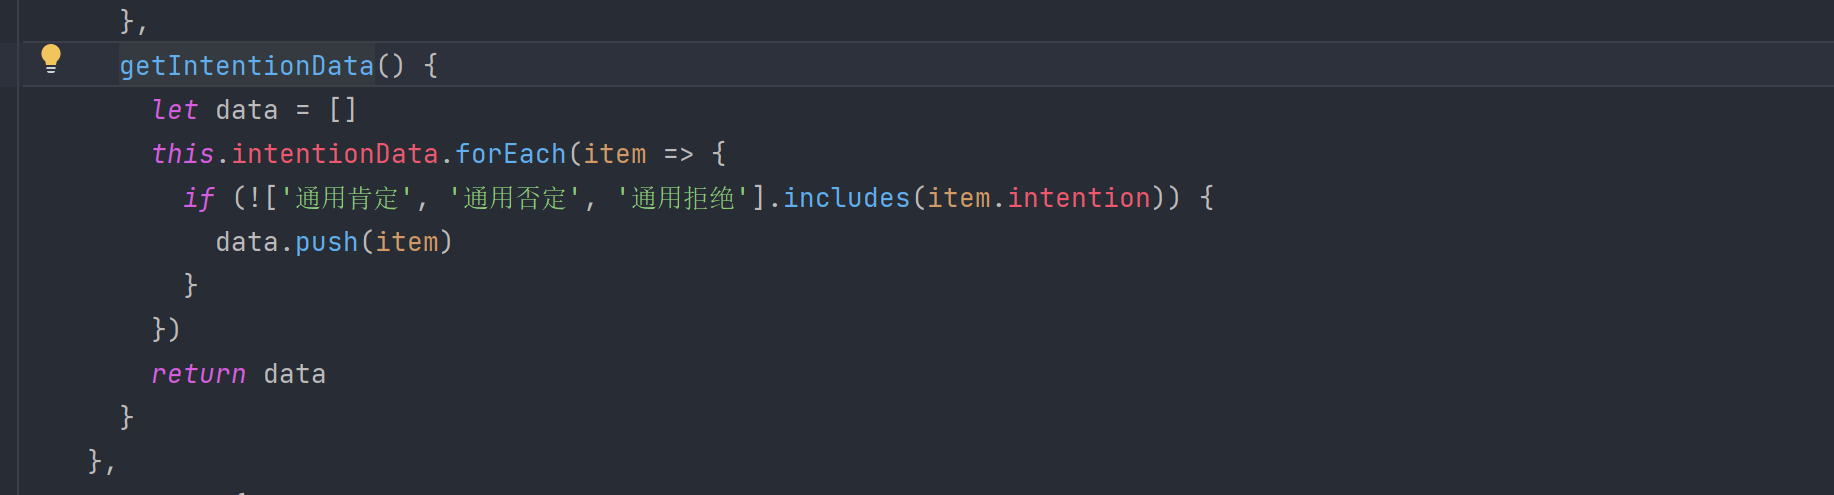 },
getIntentionData() {
let data = []
this.intentionData.forEach(item => {
if (!['通用肯定', '通用否定', '通用拒绝'].includes(item.intention)) {
data.push(item)
}
})
return data
}
},